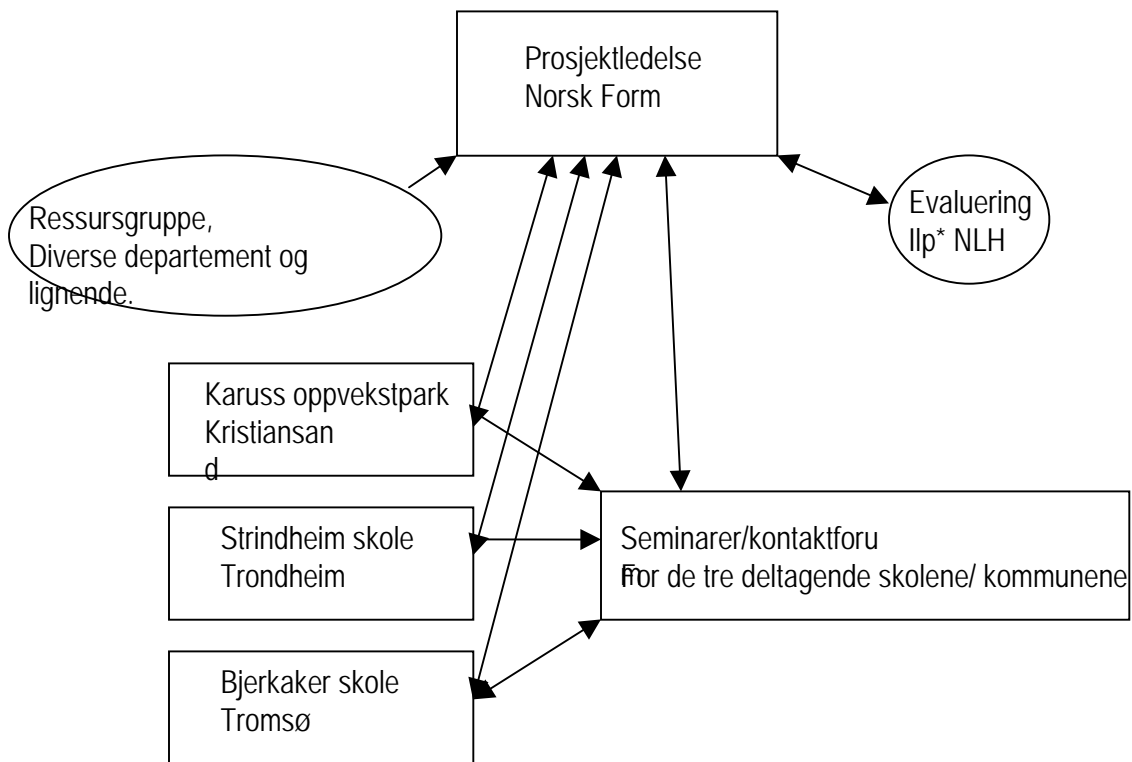 Prosjektledelse
Norsk Form
Ressursgruppe,
Diverse departement og
lignende.
Evaluering
Ilp* NLH
Karuss oppvekstpark
Kristiansan
d
Strindheim skole
Trondheim
Seminarer/kontaktforu
m
For de tre deltagende skolene/ kommunene
Bjerkaker skole
Tromsø